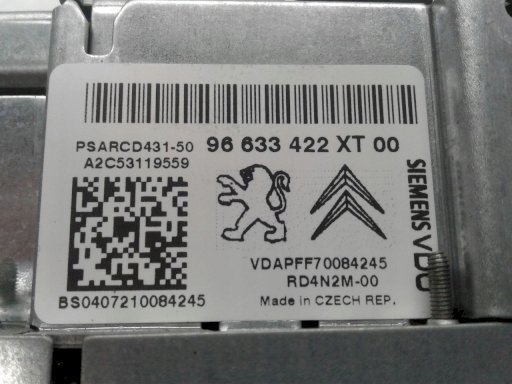 PSARCD431-50 96 633 422 XT 00
A2C53119559
SIEMENS VDO
VDAPFF70084245
RD4N2M-00
BS0407210084245
Made in CZECH REP.